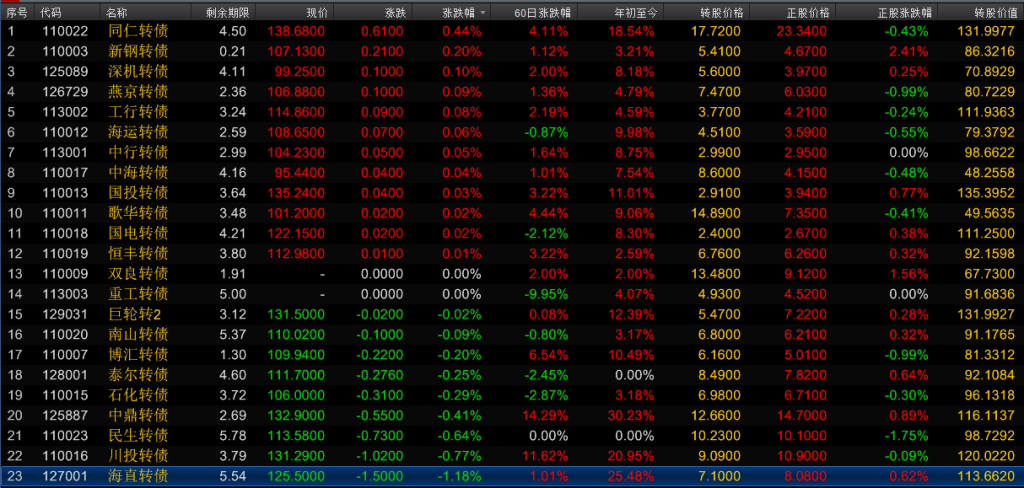 序号 代码 名称 剩余期限 现价 涨跌 涨跌幅 60日涨跌幅 年初至今 转股价格 正股价格 正股涨跌幅 转股价值
1 110022 同仁转债 4.50 138.6800 0.6100 0.44% 4.11% 18.54% 17.7200 23.3400 -0.43% 131.9977
2 110003 新钢转债 0.21 107.1300 0.2100 0.20% 1.12% 3.21% 5.4100 4.6700 2.41% 86.3216
3 125089 深机转债 4.11 99.2500 0.1000 0.10% 2.00% 8.18% 5.6000 3.9700 0.25% 70.8929
4 126729 燕京转债 2.36 106.8800 0.1000 0.09% 1.36% 4.79% 7.4700 6.0300 -0.99% 80.7229
5 113002 工行转债 3.24 114.8600 0.0900 0.08% 2.19% 4.59% 3.7700 4.2100 -0.24% 111.9363
6 110012 海运转债 2.59 108.6500 0.0700 0.06% -0.87% 9.98% 4.5100 3.5900 -0.55% 79.3792
7 113001 中行转债 2.99 104.2300 0.0500 0.05% 1.64% 8.75% 2.9900 2.9500 0.00% 98.6622
8 110017 中海转债 4.16 95.4400 0.0400 0.04% 1.01% 7.54% 8.6000 4.1500 -0.48% 48.2558
9 110013 国投转债 3.64 135.2400 0.0400 0.03% 3.22% 11.01% 2.9100 3.9400 0.77% 135.3952
10 110011 歌华转债 3.48 101.2000 0.0200 0.02% 4.44% 9.06% 14.8900 7.3500 -0.41% 49.5635
11 110018 国电转债 4.21 122.1500 0.0200 0.02% -2.12% 8.30% 2.4000 2.6700 0.38% 111.2500
12 110019 恒丰转债 3.80 112.9800 0.0100 0.01% 3.22% 2.59% 6.7600 6.2600 0.32% 92.1598
13 110009 双良转债 1.91 - 0.0000 0.00% 2.00% 2.00% 13.4800 9.1200 1.56% 67.7300
14 113003 重工转债 5.00 - 0.0000 0.00% -9.95% 4.07% 4.9300 4.5200 0.00% 91.6836
15 129031 巨轮转2 3.12 131.5000 -0.0200 -0.02% 0.08% 12.39% 5.4700 7.2200 0.28% 131.9927
16 110020 南山转债 5.37 110.0200 -0.1000 -0.09% -0.80% 3.17% 6.8000 6.2100 0.32% 91.1765
17 110007 博汇转债 1.30 109.9400 -0.2200 -0.20% 6.54% 10.49% 6.1600 5.0100 -0.99% 81.3312
18 128001 泰尔转债 4.60 111.7000 -0.2760 -0.25% -2.45% 0.00% 8.4900 7.8200 0.64% 92.1084
19 110015 石化转债 3.72 106.0000 -0.3100 -0.29% -2.87% 3.18% 6.9800 6.7100 -0.30% 96.1318
20 125887 中鼎转债 2.69 132.9000 -0.5500 -0.41% 14.29% 30.23% 12.6600 14.7000 0.89% 116.1137
21 110023 民生转债 5.78 113.5800 -0.7300 -0.64% 0.00% 0.00% 10.2300 10.1000 -1.75% 98.7292
22 110016 川投转债 3.79 131.2900 -1.0200 -0.77% 11.62% 20.95% 9.0900 10.9000 -0.09% 120.0220
23 127001 海直转债 5.54 125.5000 -1.5000 -1.18% 1.01% 25.48% 7.1000 8.0800 0.62% 113.6620